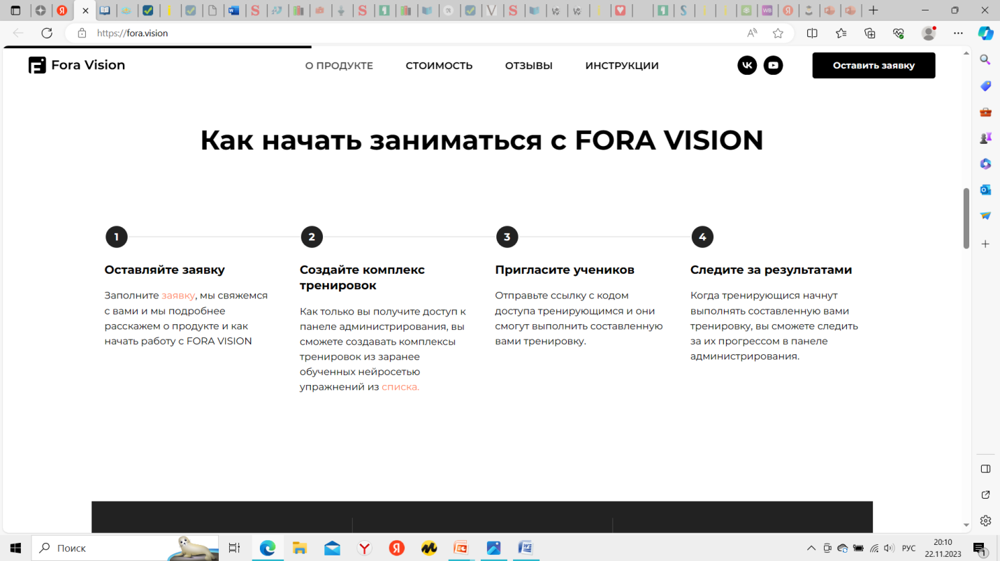 https://fora.vision
Fora Vision
О ПРОДУКТЕ
СТОИМОСТЬ
ОТЗЫВЫ
ИНСТРУКЦИИ
Оставить заявку
Как начать заниматься с FORA VISION
1
Оставляйте заявку
Заполните заявку, мы свяжемся
с вами и мы подробнее
расскажем о продукте и как
начать работу с FORA VISION
2
Создайте комплекс
тренировок
Как только вы получите доступ к
панеле администрирования, вы
сможете создавать комплексы
тренировок из заранее
обученных нейросетью
упражнений из списка.
3
Пригласите учеников
Отправьте ссылку с кодом
доступа тренирующимся и они
смогут выполнить составленную
вами тренировку.
4
Следите за результатами
Когда тренирующися начнут
выполнять составленную вами
тренировку, вы сможете следить
за их прогрессом в панеле
администрирования.
Поиск
РУС
20:10
22.11.2023
1